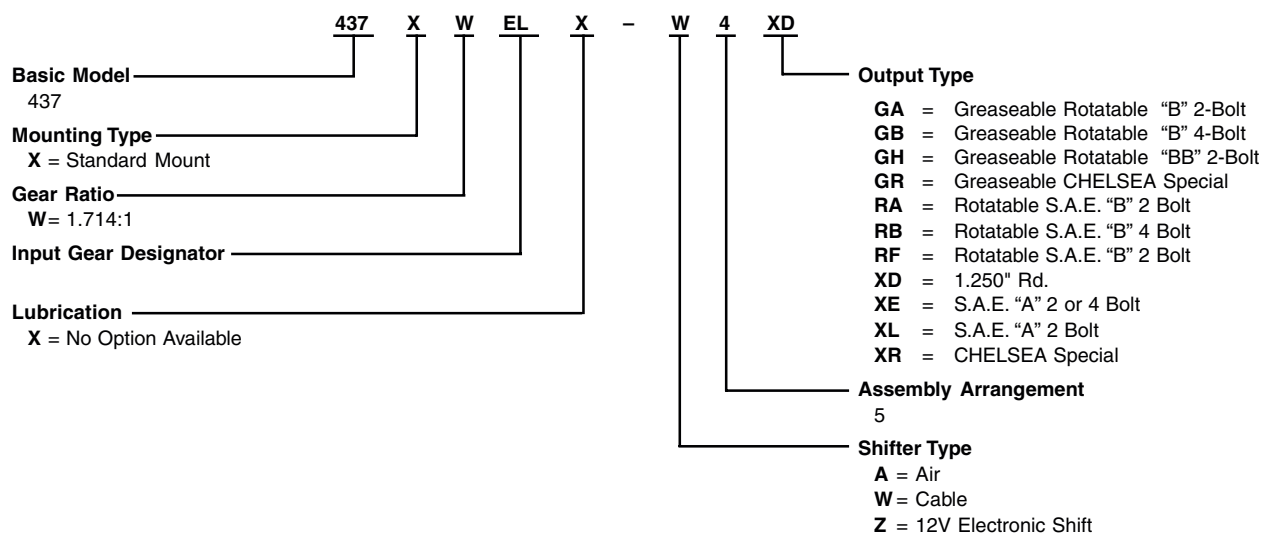 437 X W EL X – W 4 XD
Basic Model
437
Mounting Type
X = Standard Mount
Gear Ratio
W = 1.714:1
Input Gear Designator
Lubrication
X = No Option Available
Output Type
GA = Greaseable Rotatable “B” 2-Bolt
GB = Greaseable Rotatable “B” 4-Bolt
GH = Greaseable Rotatable “BB” 2-Bolt
GR = Greaseable CHELSEA Special
RA = Rotatable S.A.E. “B” 2 Bolt
RB = Rotatable S.A.E. “B” 4 Bolt
RF = Rotatable S.A.E. “B” 2 Bolt
XD = 1.250" Rd.
XE = S.A.E. “A” 2 or 4 Bolt
XL = S.A.E. “A” 2 Bolt
XR = CHELSEA Special
Assembly Arrangement
5
Shifter Type
A = Air
W = Cable
Z = 12V Electronic Shift